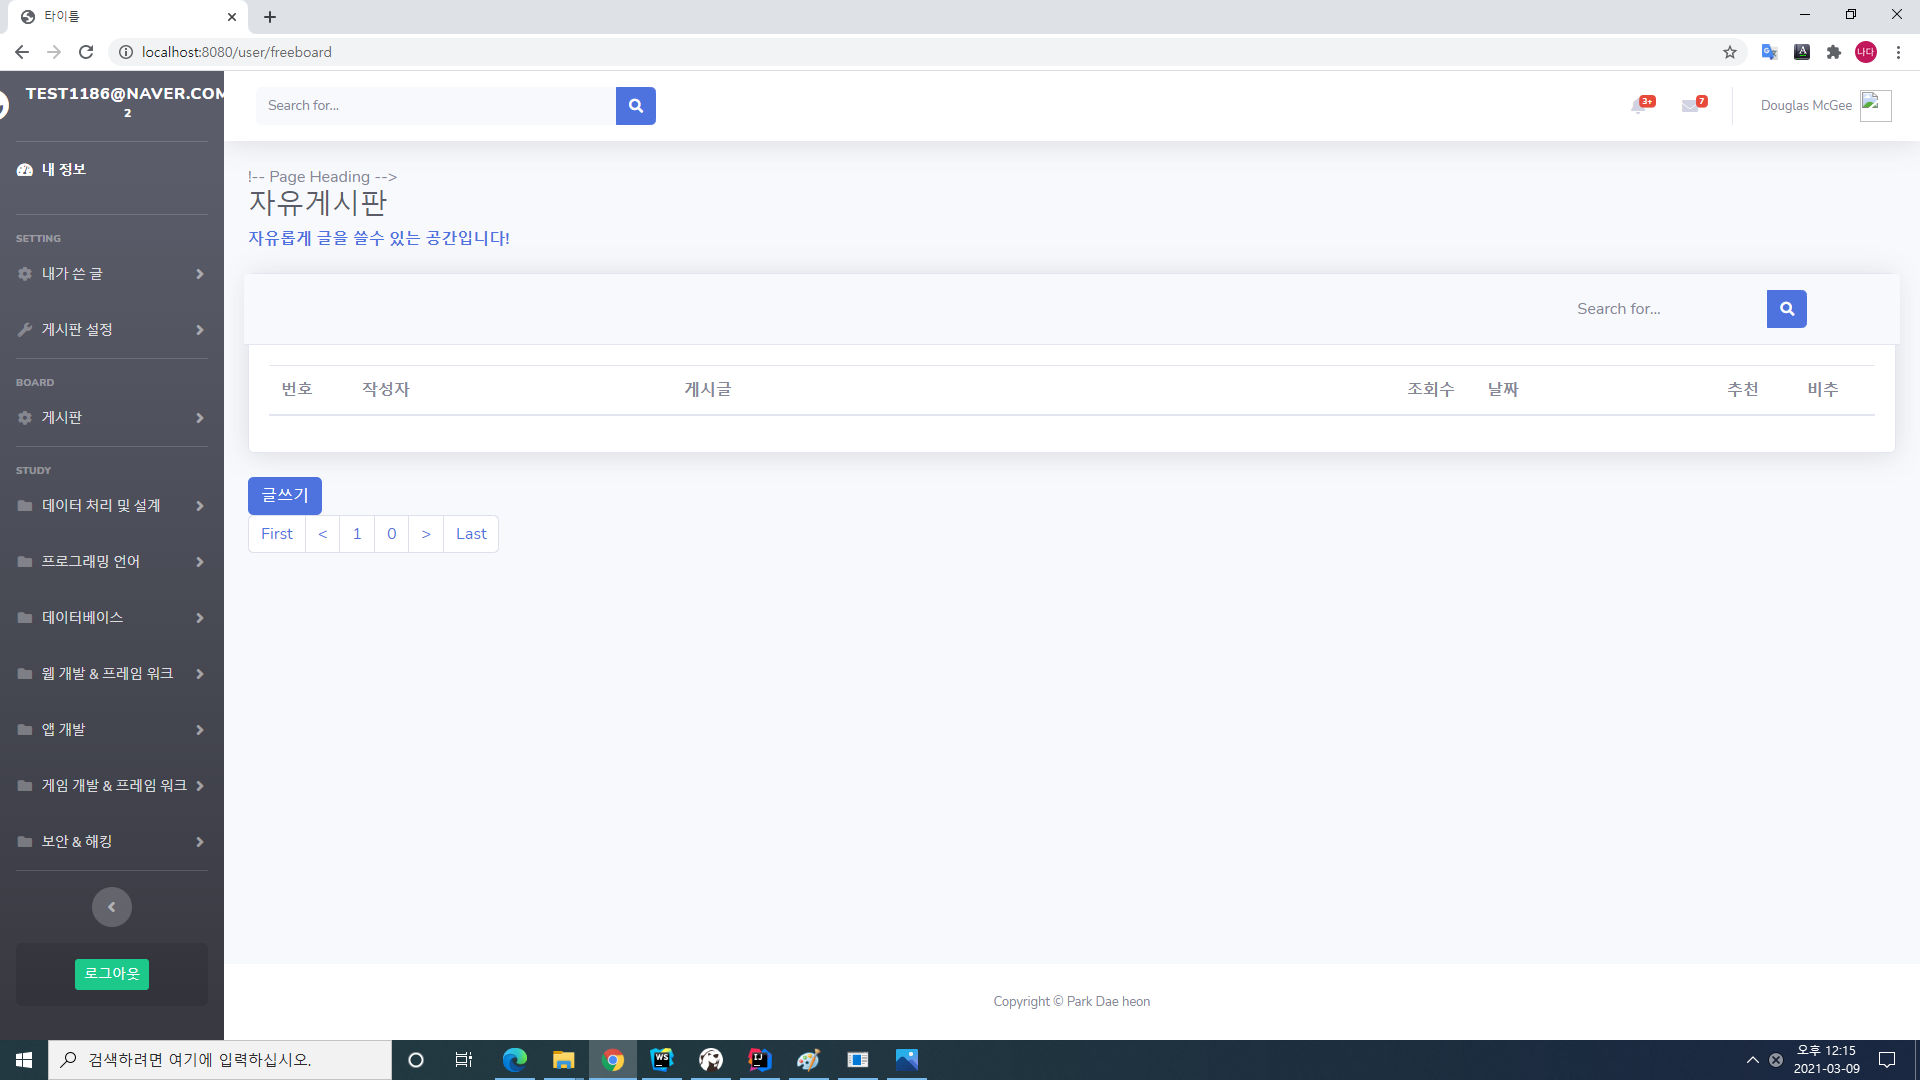 타이틀
localhost:8080/user/freeboard
나다
TEST1186@NAVER.COM
2
내 정보
SETTING
내가 쓴 글
게시판 설정
BOARD
게시판
STUDY
데이터 처리 및 설계
프로그래밍 언어
데이터베이스
웹 개발 & 프레임 워크
앱 개발
게임 개발 & 프레임 워크
보안 & 해킹
로그아웃
Search for...
3+
7
Douglas McGee
!-- Page Heading -->
자유게시판
자유롭게 글을 쓸수 있는 공간입니다!
Search for...
번호 작성자 게시글 조회수 날짜 추천 비추
글쓰기
First < 1 0 > Last
Copyright © Park Dae heon
검색하려면 여기에 입력하십시오.
WS
IJ
오후 12:15
2021-03-09